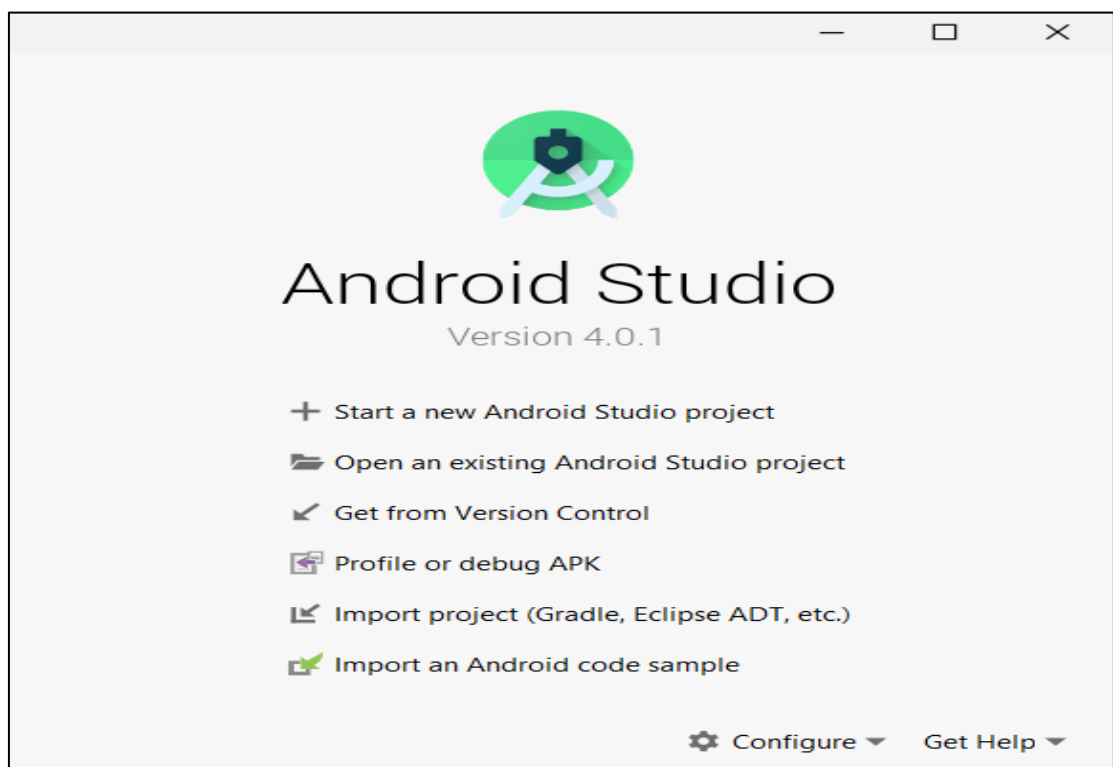 Android Studio
Version 4.0.1
Start a new Android Studio project
Open an existing Android Studio project
Get from Version Control
Profile or debug APK
Import project (Gradle, Eclipse ADT, etc.)
Import an Android code sample
Configure Get Help